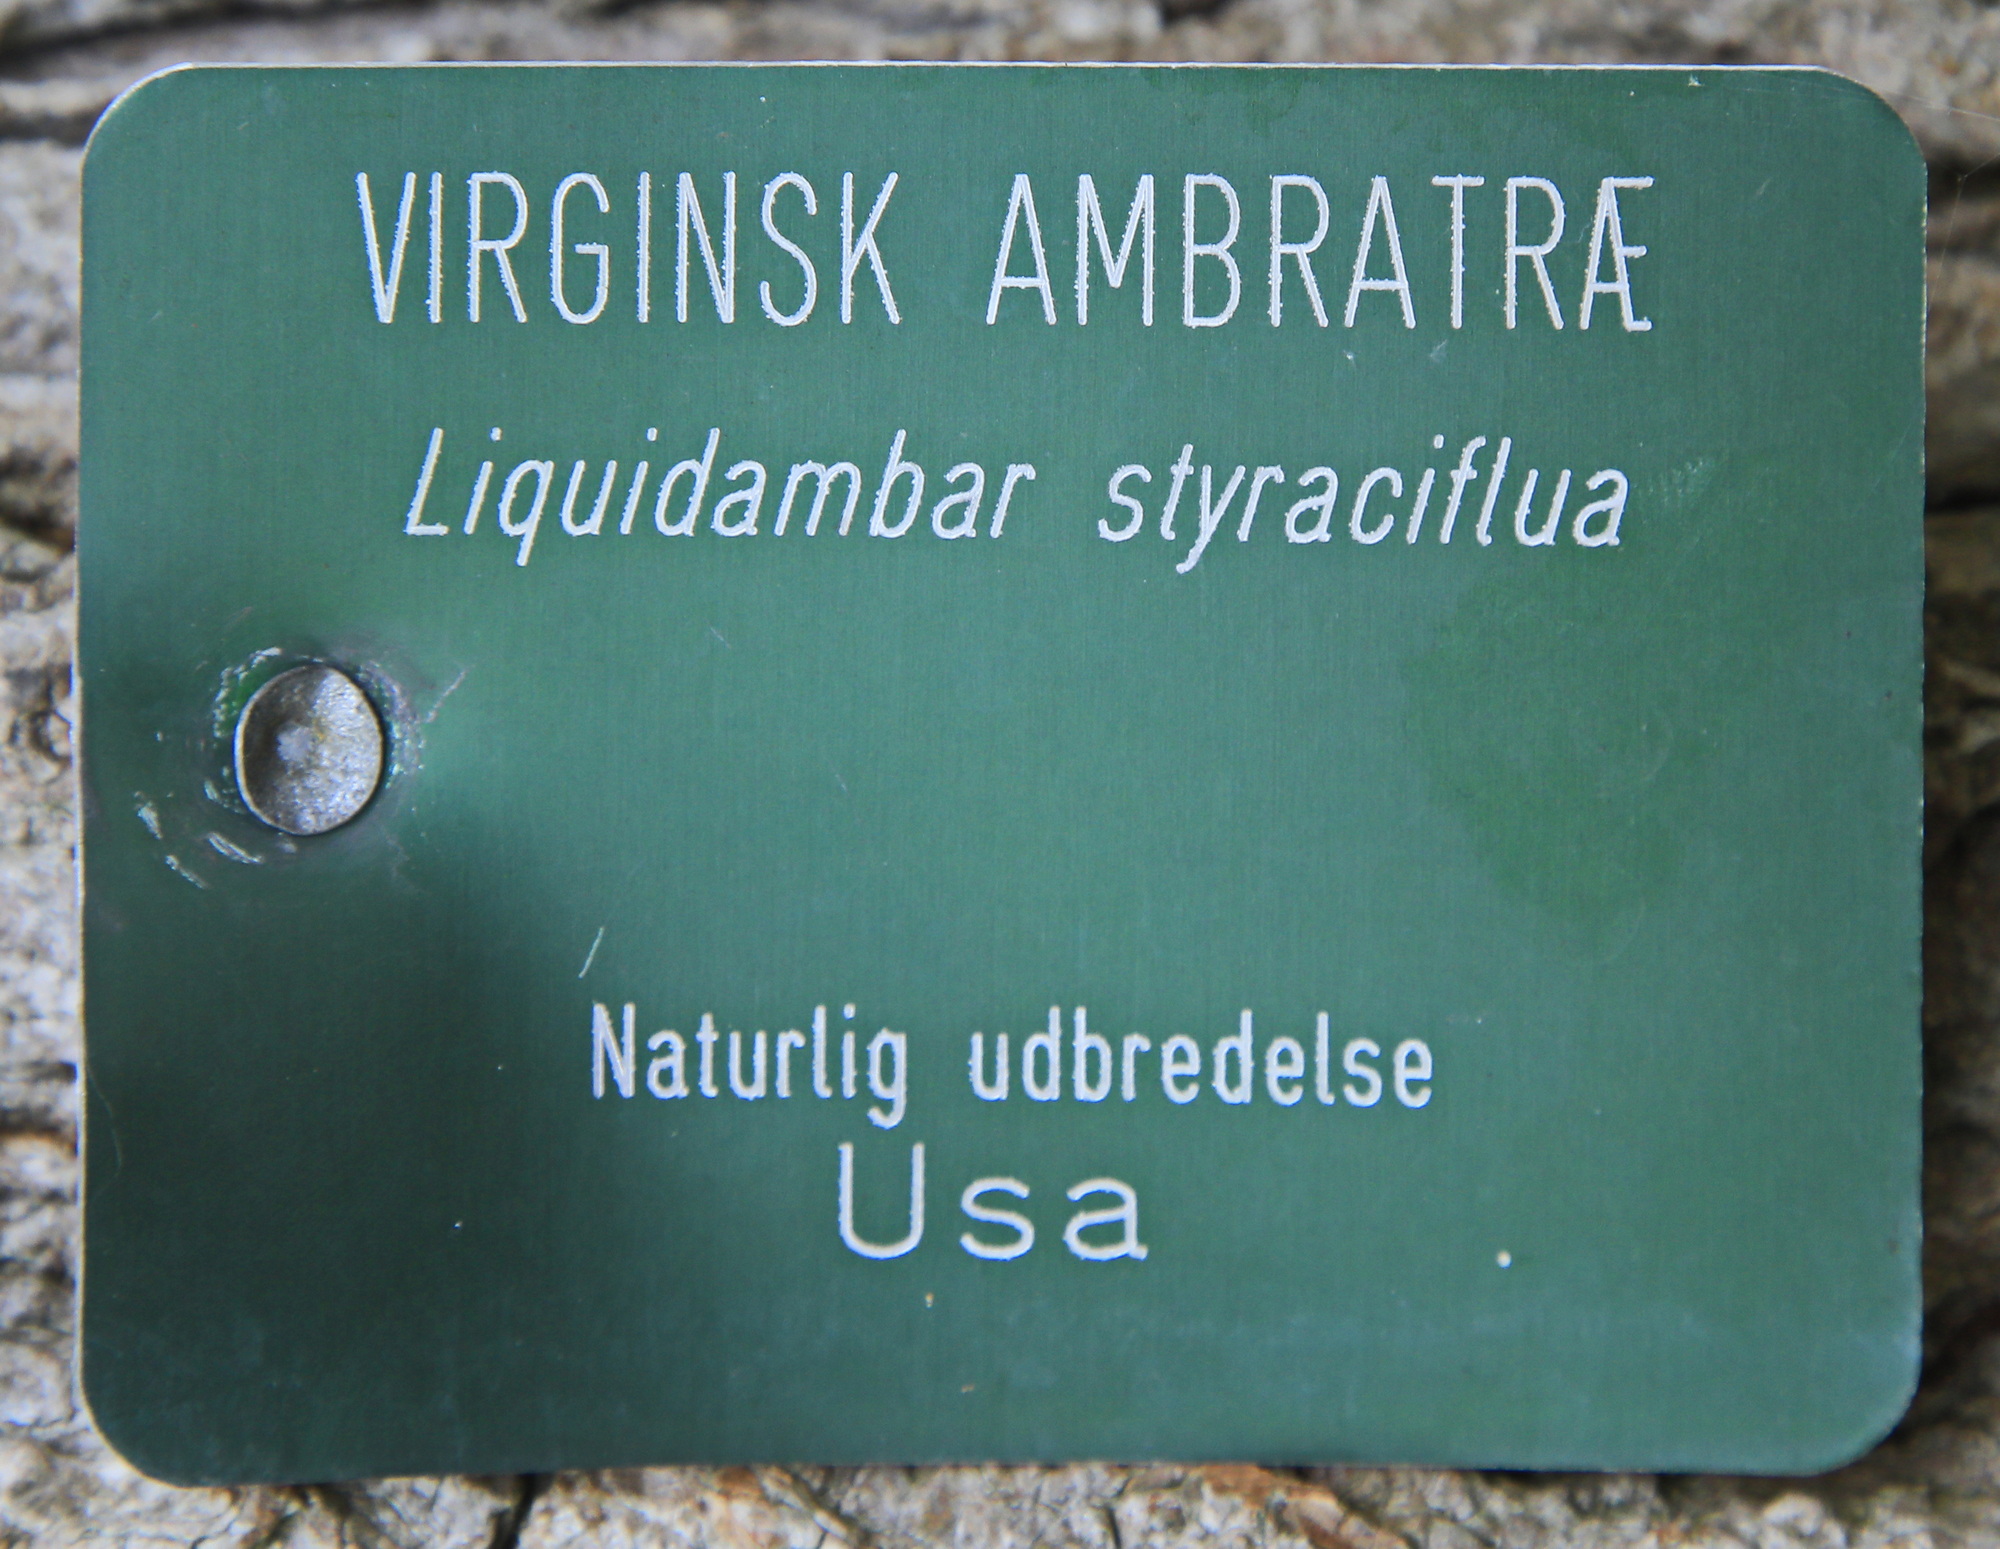 VIRGINSK AMBRATRÆ
Liquidambar styraciflua
Naturlig udbredelse
Usa